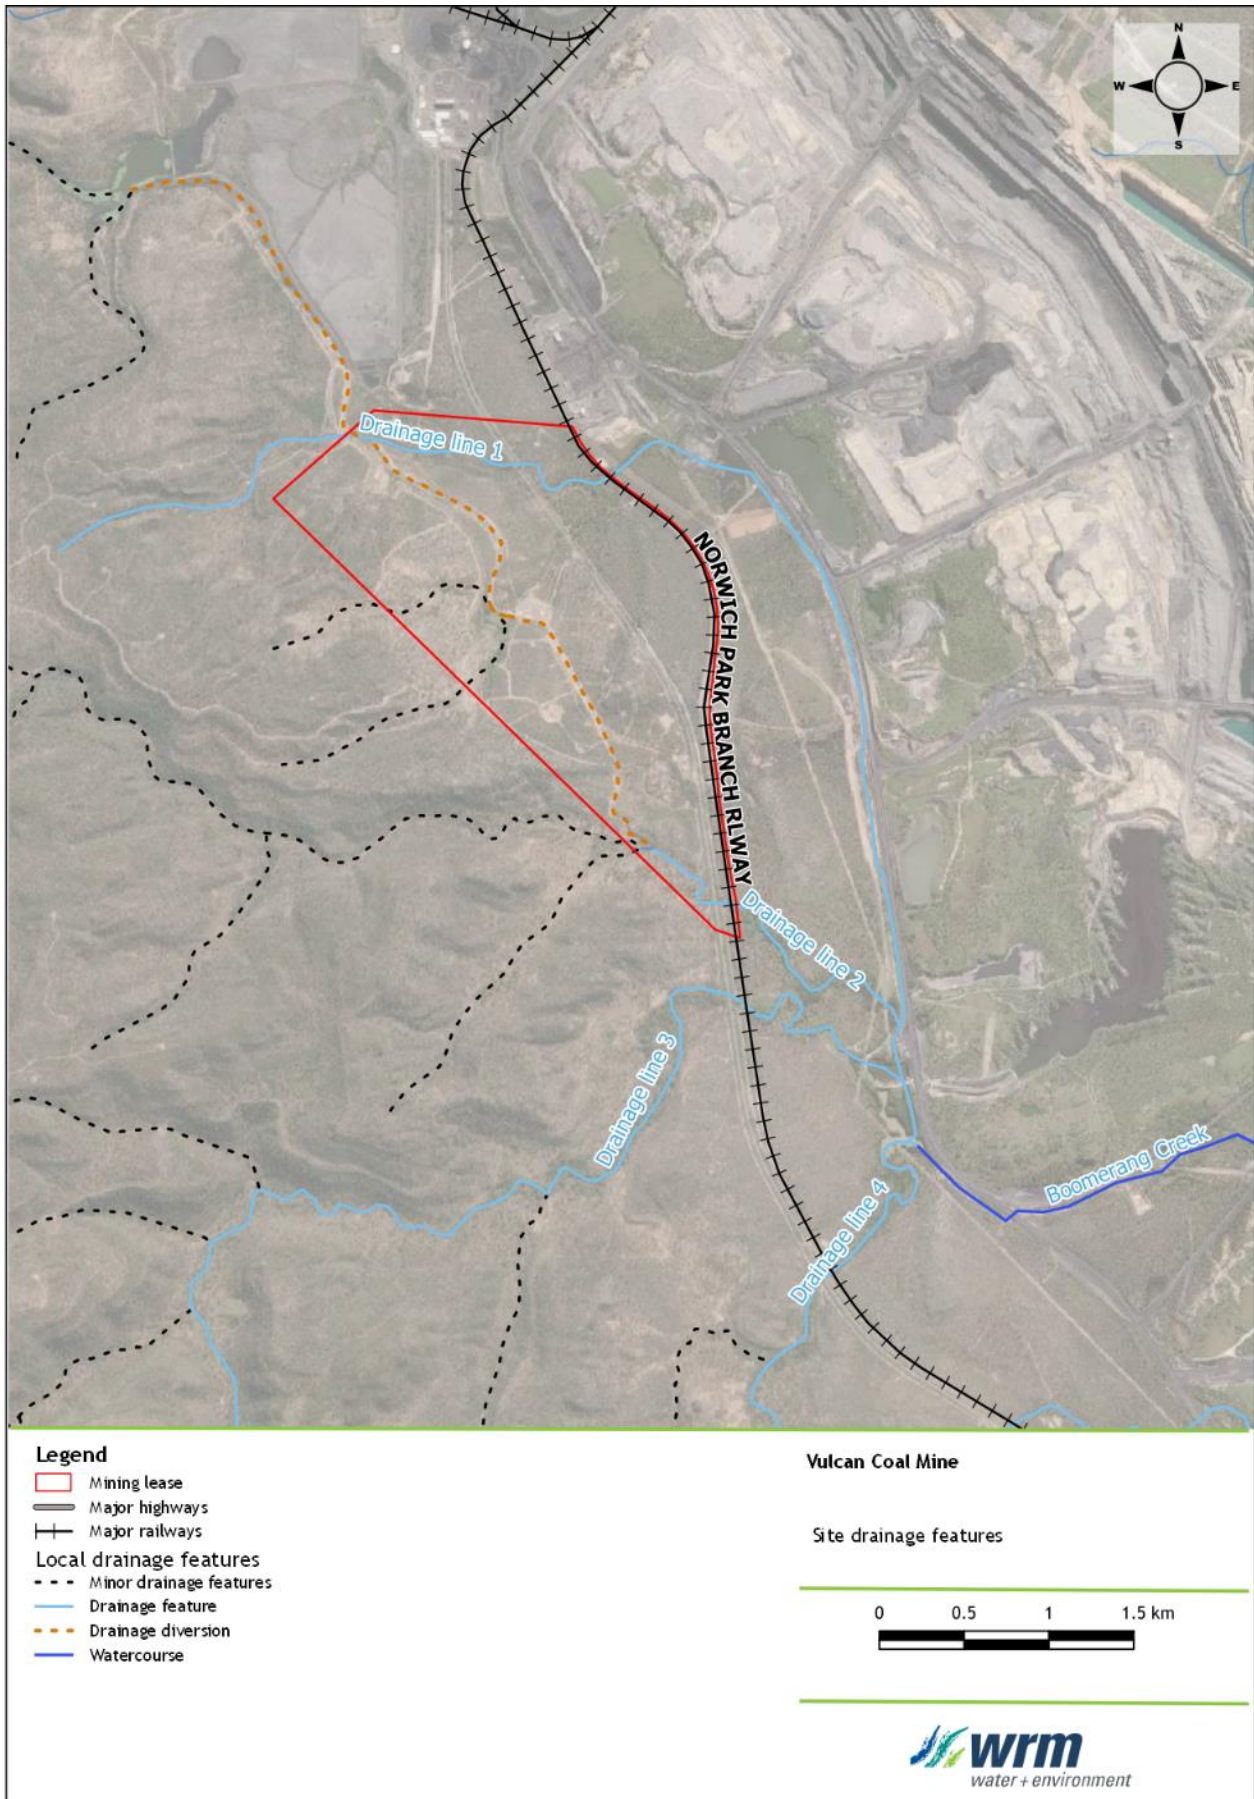 N
W E
S
Drainage line 1
NORWICH PARK BRANCH RLWAY
Drainage line 2
Drainage line 3
Drainage line 4
Boomerang Creek
Legend
Mining lease
Major highways
Major railways
Local drainage features
Minor drainage features
Drainage feature
Drainage diversion
Watercourse
Vulcan Coal Mine
Site drainage features
0 0.5 1 1.5 km
wrm
water + environment